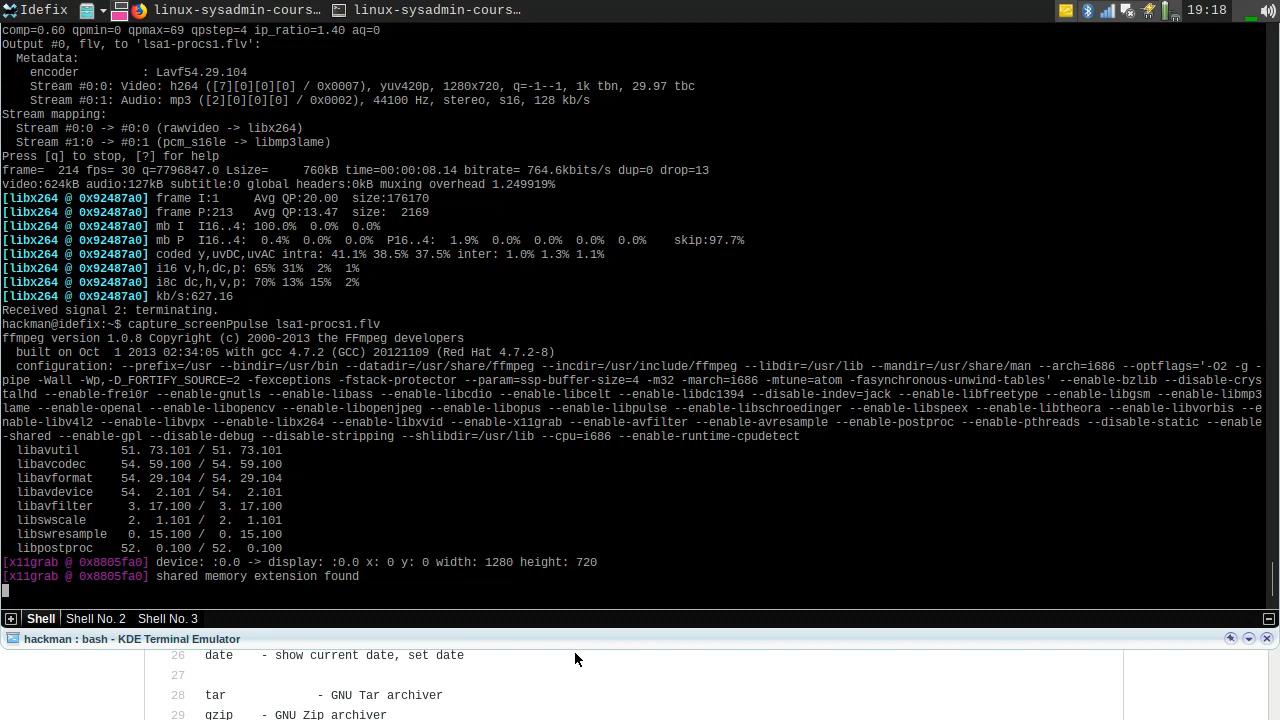 Idefix linux-sysadmin-cours... linux-sysadmin-cours... 19:18
comp=0.60 qpmin=0 qpmax=69 qpstep=4 ip_ratio=1.40 aq=0
Output #0, flv, to 'lsa1-procs1.flv':
  Metadata:
    encoder         : Lavf54.29.104
    Stream #0:0: Video: h264 ([7][0][0][0] / 0x0007), yuv420p, 1280x720, q=-1--1, 1k tbn, 29.97 tbc
    Stream #0:1: Audio: mp3 ([2][0][0][0] / 0x0002), 44100 Hz, stereo, s16, 128 kb/s
Stream mapping:
  Stream #0:0 -> #0:0 (rawvideo -> libx264)
  Stream #1:0 -> #0:1 (pcm_s16le -> libmp3lame)
Press [q] to stop, [?] for help
frame=  214 fps= 30 q=7796847.0 Lsize=     760kB time=00:00:08.14 bitrate= 764.6kbits/s dup=0 drop=13
video:624kB audio:127kB subtitle:0 global headers:0kB muxing overhead 1.249919%
[libx264 @ 0x92487a0] frame I:1     Avg QP:20.00  size:176170
[libx264 @ 0x92487a0] frame P:213   Avg QP:13.47  size:  2169
[libx264 @ 0x92487a0] mb I  I16..4: 100.0%  0.0%  0.0%
[libx264 @ 0x92487a0] mb P  I16..4:  0.4%  0.0%  0.0%  P16..4:  1.9%  0.0%  0.0%  0.0%  0.0%    skip:97.7%
[libx264 @ 0x92487a0] coded y,uvDC,uvAC intra: 41.1% 38.5% 37.5% inter: 1.0% 1.3% 1.1%
[libx264 @ 0x92487a0] i16 v,h,dc,p: 65% 31%  2%  1%
[libx264 @ 0x92487a0] i8c dc,h,v,p: 70% 13% 15%  2%
[libx264 @ 0x92487a0] kb/s:627.16
Received signal 2: terminating.
hackman@idefix:~$ capture_screenPpulse lsa1-procs1.flv
ffmpeg version 1.0.8 Copyright (c) 2000-2013 the FFmpeg developers
  built on Oct  1 2013 02:34:05 with gcc 4.7.2 (GCC) 20121109 (Red Hat 4.7.2-8)
  configuration: --prefix=/usr --bindir=/usr/bin --datadir=/usr/share/ffmpeg --incdir=/usr/include/ffmpeg --libdir=/usr/lib --mandir=/usr/share/man --arch=i686 --optflags='-O2 -g -
pipe -Wall -Wp,-D_FORTIFY_SOURCE=2 -fexceptions -fstack-protector --param=ssp-buffer-size=4 -m32 -march=i686 -mtune=atom -fasynchronous-unwind-tables' --enable-bzlib --disable-crys
talhd --enable-frei0r --enable-gnutls --enable-libass --enable-libcdio --enable-libcelt --enable-libdc1394 --disable-indev=jack --enable-libfreetype --enable-libgsm --enable-libmp3
lame --enable-openal --enable-libopencv --enable-libopenjpeg --enable-libopus --enable-libpulse --enable-libschroedinger --enable-libspeex --enable-libtheora --enable-libvorbis --e
nable-libv4l2 --enable-libvpx --enable-libx264 --enable-libxvid --enable-x11grab --enable-avfilter --enable-avresample --enable-postproc --enable-pthreads --disable-static --enable
-shared --enable-gpl --disable-debug --disable-stripping --shlibdir=/usr/lib --cpu=i686 --enable-runtime-cpudetect
  libavutil      51. 73.101 / 51. 73.101
  libavcodec     54. 59.100 / 54. 59.100
  libavformat    54. 29.104 / 54. 29.104
  libavdevice    54.  2.101 / 54.  2.101
  libavfilter     3. 17.100 /  3. 17.100
  libswscale      2.  1.101 /  2.  1.101
  libswresample   0. 15.100 /  0. 15.100
  libpostproc    52.  0.100 / 52.  0.100
[x11grab @ 0x8805fa0] device: :0.0 -> display: :0.0 x: 0 y: 0 width: 1280 height: 720
[x11grab @ 0x8805fa0] shared memory extension found
Shell Shell No. 2 Shell No. 3
hackman : bash - KDE Terminal Emulator
26 date    - show current date, set date
27
28 tar             - GNU Tar archiver
29 gzip    - GNU Zip archiver